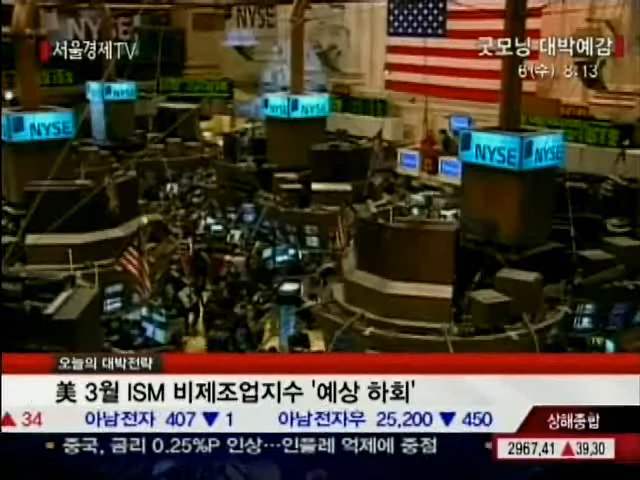 NYSE
NYSE
서울경제TV
굿모닝 대박예감
6(수) 8:13
NYSE
NYSE
NYSE
NYSE
NYSE
NYSE
오늘의 대박전략
美 3월 ISM 비제조업지수 '예상 하회'
▲ 34 아남전자 407 ▼ 1 아남전자우 25,200 ▼ 450
상해종합
중국, 금리 0.25%P 인상…인플레 억제에 중점
2967,41 ▲39,30